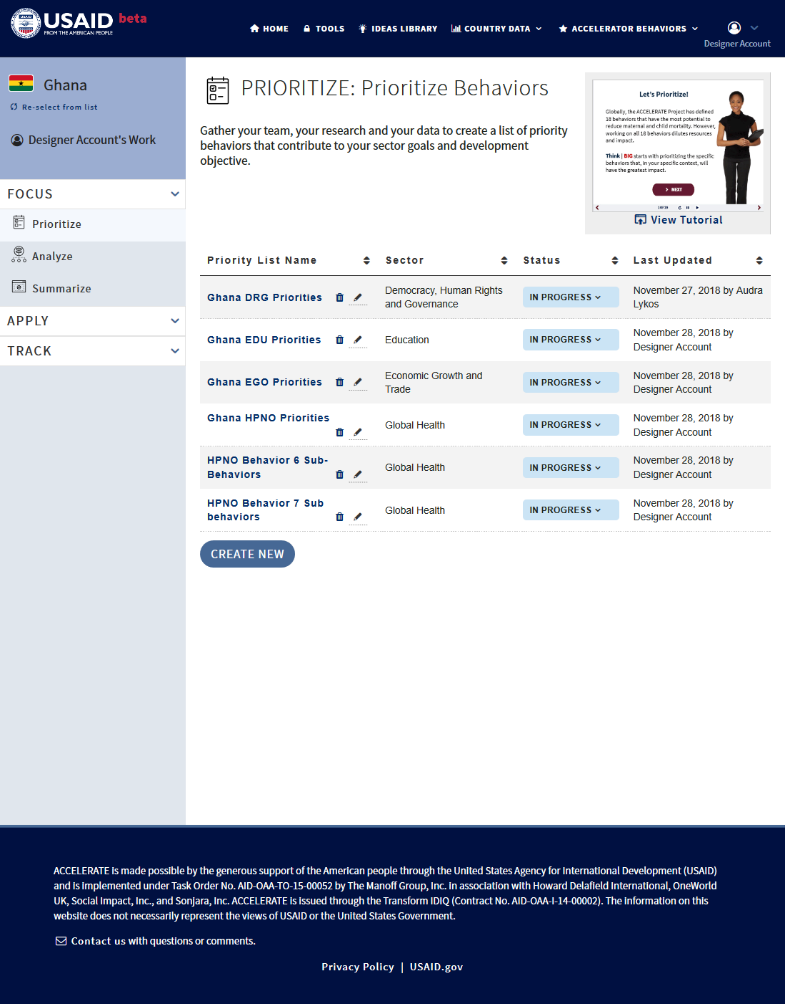 USAID beta
FROM THE AMERICAN PEOPLE
HOME
TOOLS
IDEAS LIBRARY
COUNTRY DATA
ACCELERATOR BEHAVIORS
Designer Account
Ghana
Re-select from list
Designer Account's Work
FOCUS
Prioritize
Analyze
Summarize
APPLY
TRACK
PRIORITIZE: Prioritize Behaviors
Gather your team, your research and your data to create a list of priority
behaviors that contribute to your sector goals and development
objective.
Let's Prioritize!
Globally, the ACCELERATE Project has defined
18 behaviors that have the most potential to
reduce maternal and child mortality. However,
working on all 18 behaviors dilutes resources
and impact.
Think | BIG starts with prioritizing the specific
behaviors that, in your specific context, will
have the greatest impact.
> NEXT
View Tutorial
Priority List Name Sector Status Last Updated
Ghana DRG Priorities
Democracy, Human Rights
and Governance
IN PROGRESS
November 27, 2018 by Audra
Lykos
Ghana EDU Priorities
Education
IN PROGRESS
November 28, 2018 by
Designer Account
Ghana EGO Priorities
Economic Growth and
Trade
IN PROGRESS
November 28, 2018 by
Designer Account
Ghana HPNO Priorities
Global Health
IN PROGRESS
November 28, 2018 by
Designer Account
HPNO Behavior 6 Sub-
Behaviors
Global Health
IN PROGRESS
November 28, 2018 by
Designer Account
HPNO Behavior 7 Sub
behaviors
Global Health
IN PROGRESS
November 28, 2018 by
Designer Account
CREATE NEW
ACCELERATE is made possible by the generous support of the American people through the United States Agency for International Development (USAID)
and is implemented under Task Order No. AID-OAA-TO-15-00052 by The Manoff Group, Inc. in association with Howard Delafield International, OneWorld
UK, Social Impact, Inc., and Sonjara, Inc. ACCELERATE is issued through the Transform IDIQ (Contract No. AID-OAA-I-14-00002). The information on this
website does not necessarily represent the views of USAID or the United States Government.
Contact us with questions or comments.
Privacy Policy | USAID.gov